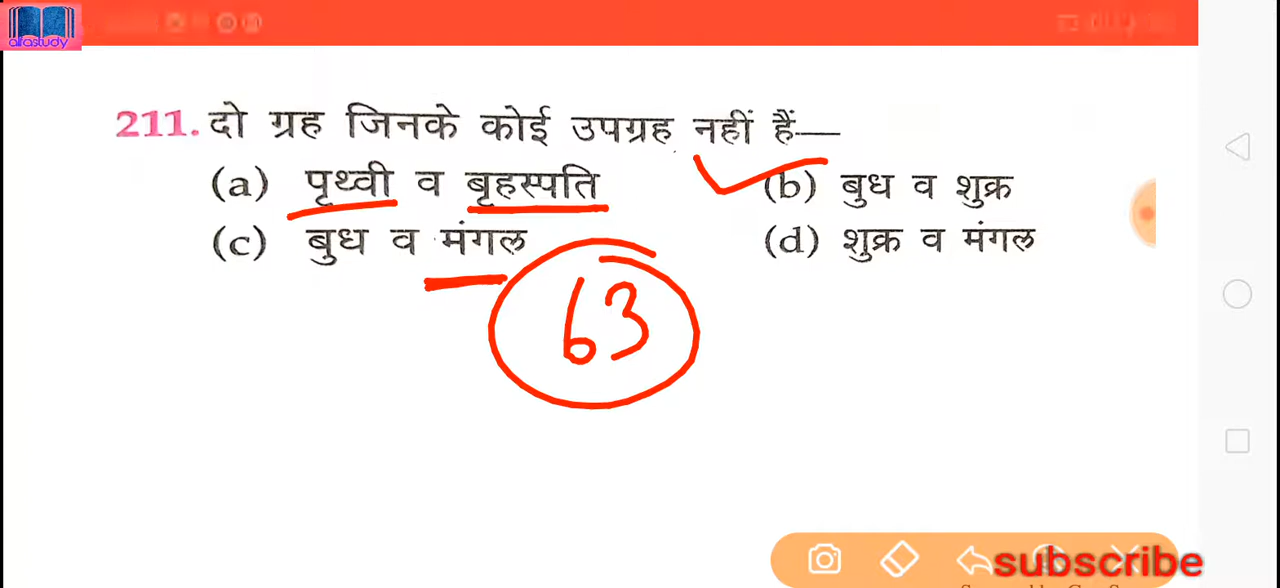 alfastudy
211. दो ग्रह जिनके कोई उपग्रह नहीं हैं—
(a) पृथ्वी व बृहस्पति (b) बुध व शुक्र
(c) बुध व मंगल (d) शुक्र व मंगल
63
subscribe